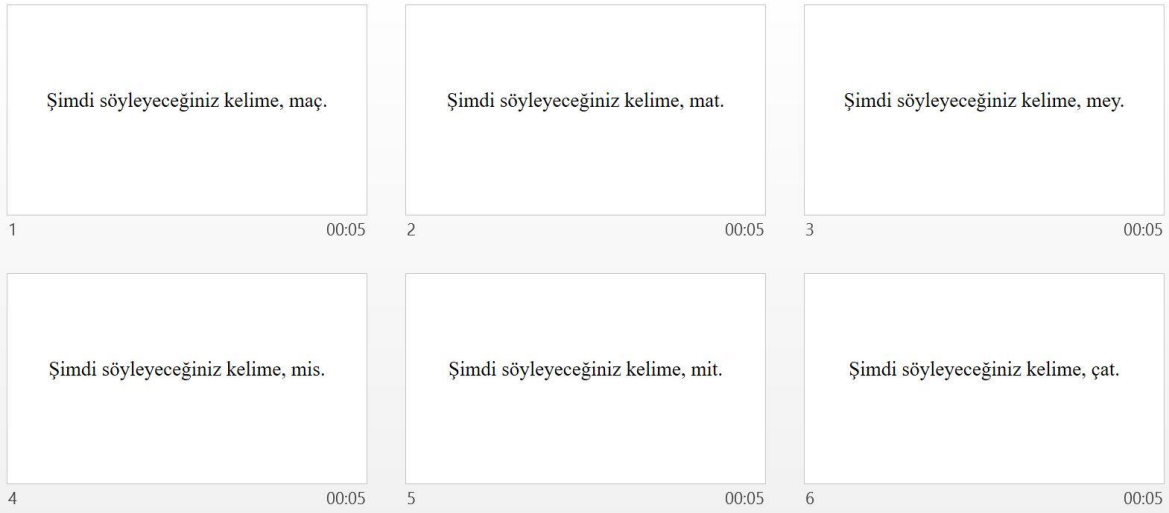 Şimdi söyleyeceğiniz kelime, maç.
1 00:05
Şimdi söyleyeceğiniz kelime, mat.
2 00:05
Şimdi söyleyeceğiniz kelime, mey.
3 00:05
Şimdi söyleyeceğiniz kelime, mis.
4 00:05
Şimdi söyleyeceğiniz kelime, mit.
5 00:05
Şimdi söyleyeceğiniz kelime, çat.
6 00:05